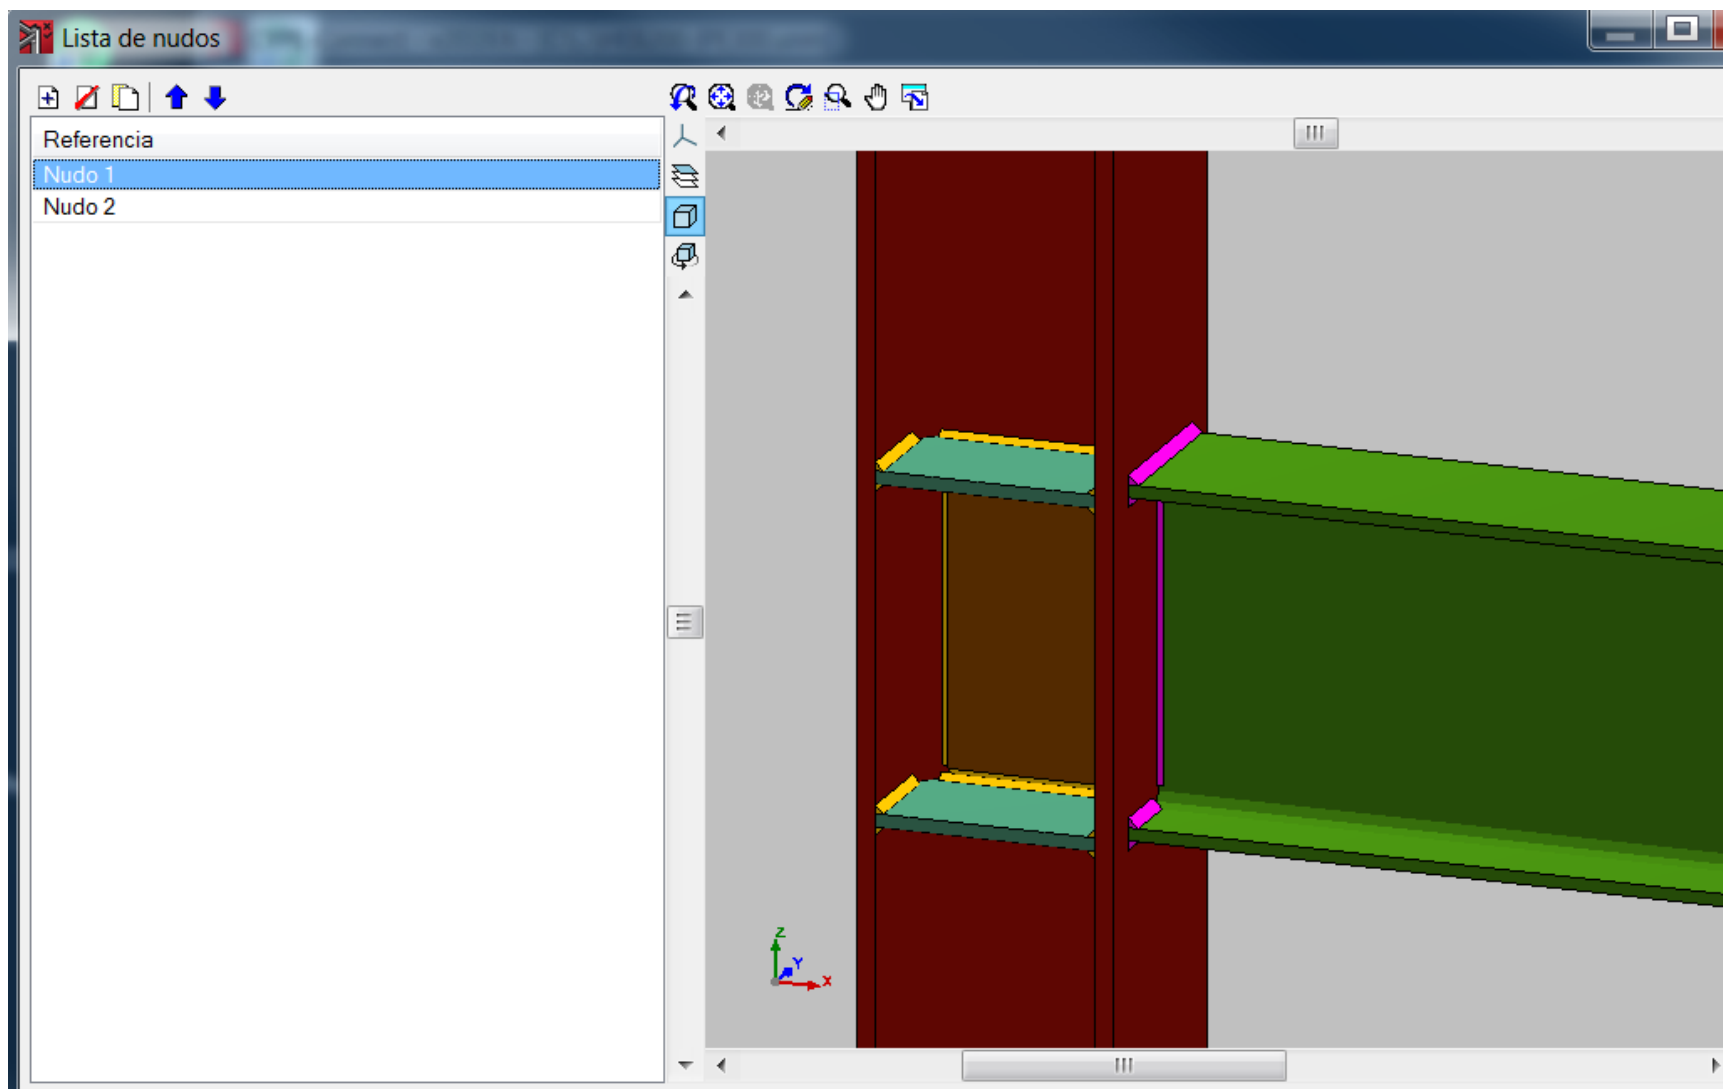 Lista de nudos
Referencia
Nudo 1
Nudo 2
Z
Y
X